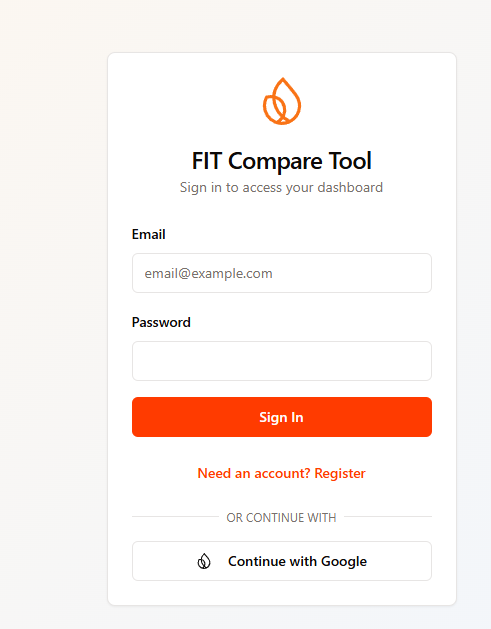 FIT Compare Tool
Sign in to access your dashboard
Email
email@example.com
Password
Sign In
Need an account? Register
OR CONTINUE WITH
Continue with Google